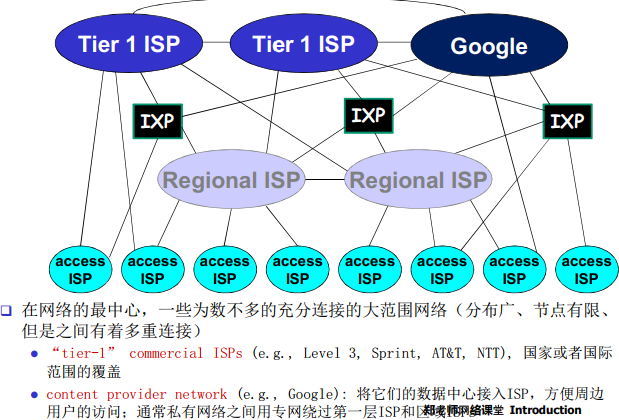 Tier 1 ISP
Tier 1 ISP
Google
IXP
IXP
IXP
Regional ISP
Regional ISP
access ISP
access ISP
access ISP
access ISP
access ISP
access ISP
access ISP
access ISP
在网络的最中心，一些为数不多的充分连接的大范围网络（分布广、节点有限、
但是之间有着多重连接）
“tier-1” commercial ISPs (e.g., Level 3, Sprint, AT&T, NTT), 国家或者国际
范围的覆盖
content provider network (e.g., Google): 将它们的数据中心接入ISP，方便周边
用户的访问；通常私有网络之间用专网绕过第一层ISP和区域
郑老师网络课堂 Introduction